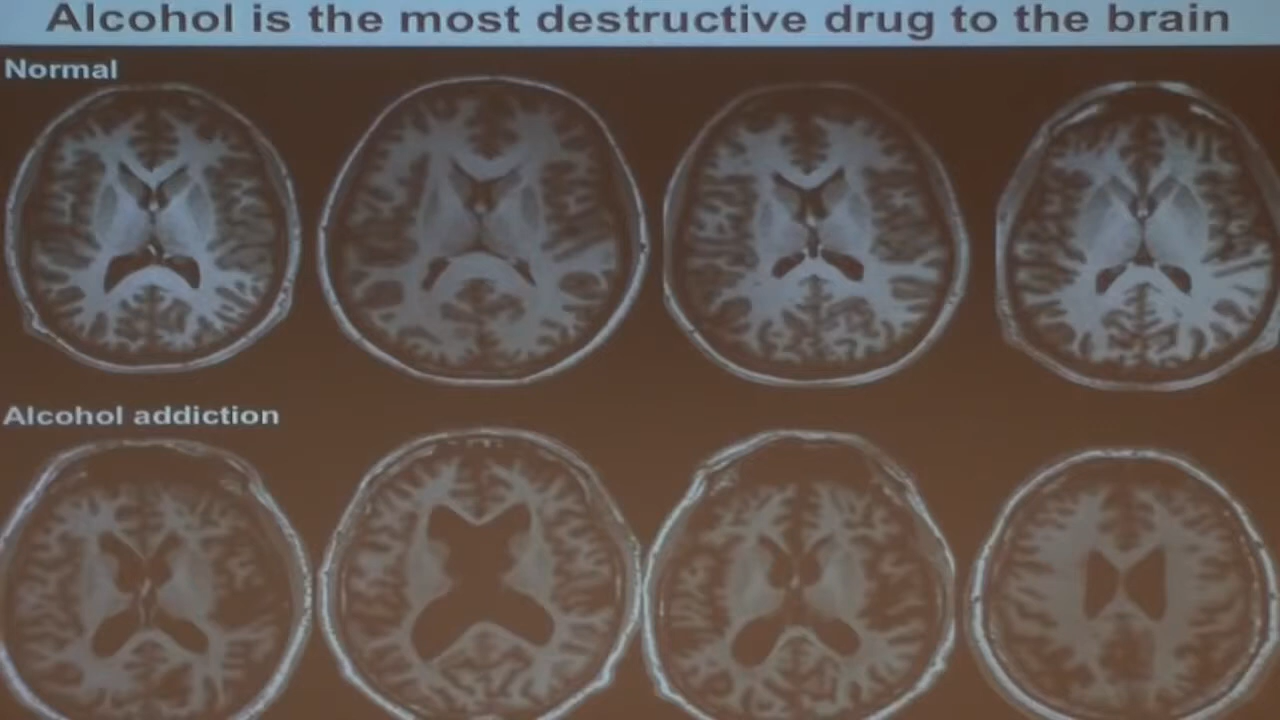 Alcohol is the most destructive drug to the brain
Normal
Alcohol addiction